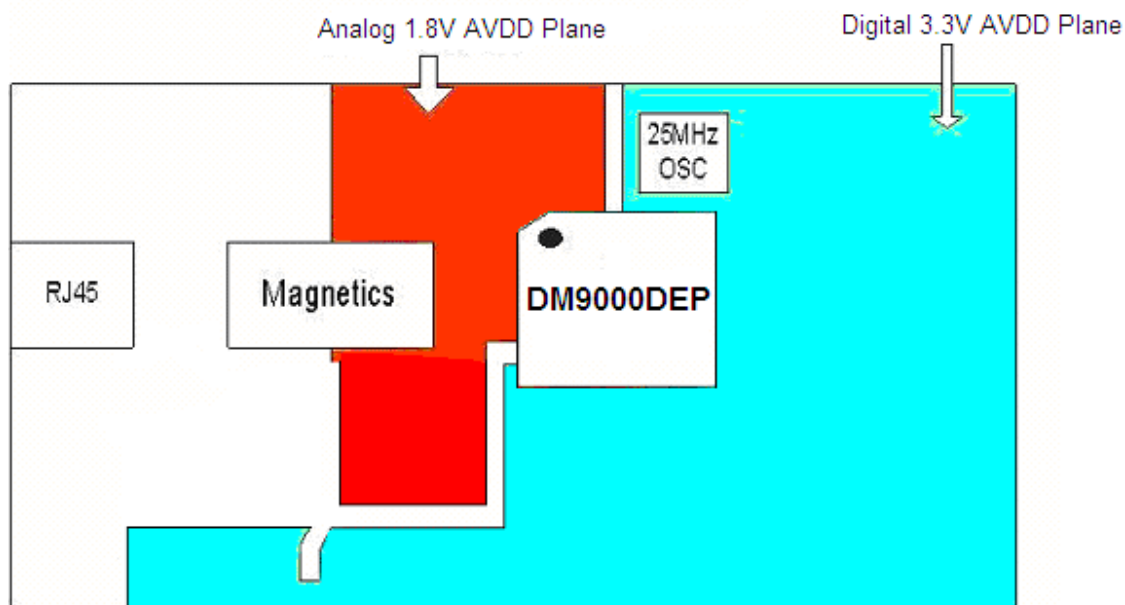 Analog 1.8V AVDD Plane
Digital 3.3V AVDD Plane
25MHz
OSC
RJ45
Magnetics
DM9000DEP